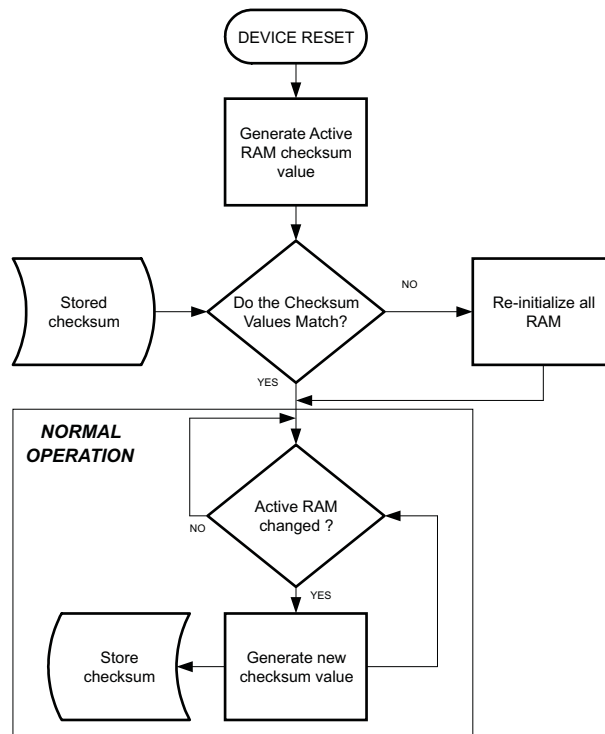 DEVICE RESET
Generate Active
RAM checksum
value
Stored
checksum
Do the Checksum
Values Match?
NO
Re-initialize all
RAM
YES
NORMAL
OPERATION
Active RAM
changed ?
NO
YES
Store
checksum
Generate new
checksum value